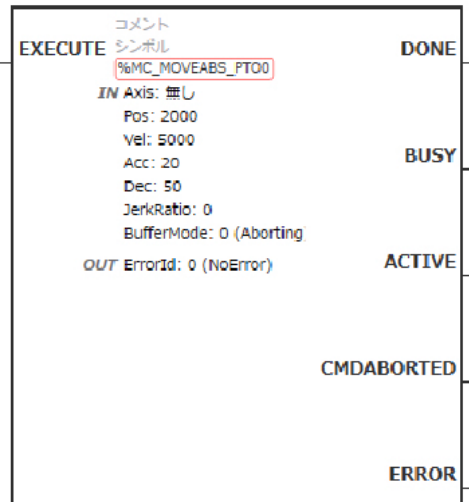 コメント
EXECUTE シンボル DONE
%MC_MOVEABS_PTO0
IN Axis: 無し
Pos: 2000
Vel: 5000
BUSY
Acc: 20
Dec: 50
JerkRatio: 0
BufferMode: 0 (Aborting
OUT ErrorId: 0 (NoError)
ACTIVE
CMDABORTED
ERROR